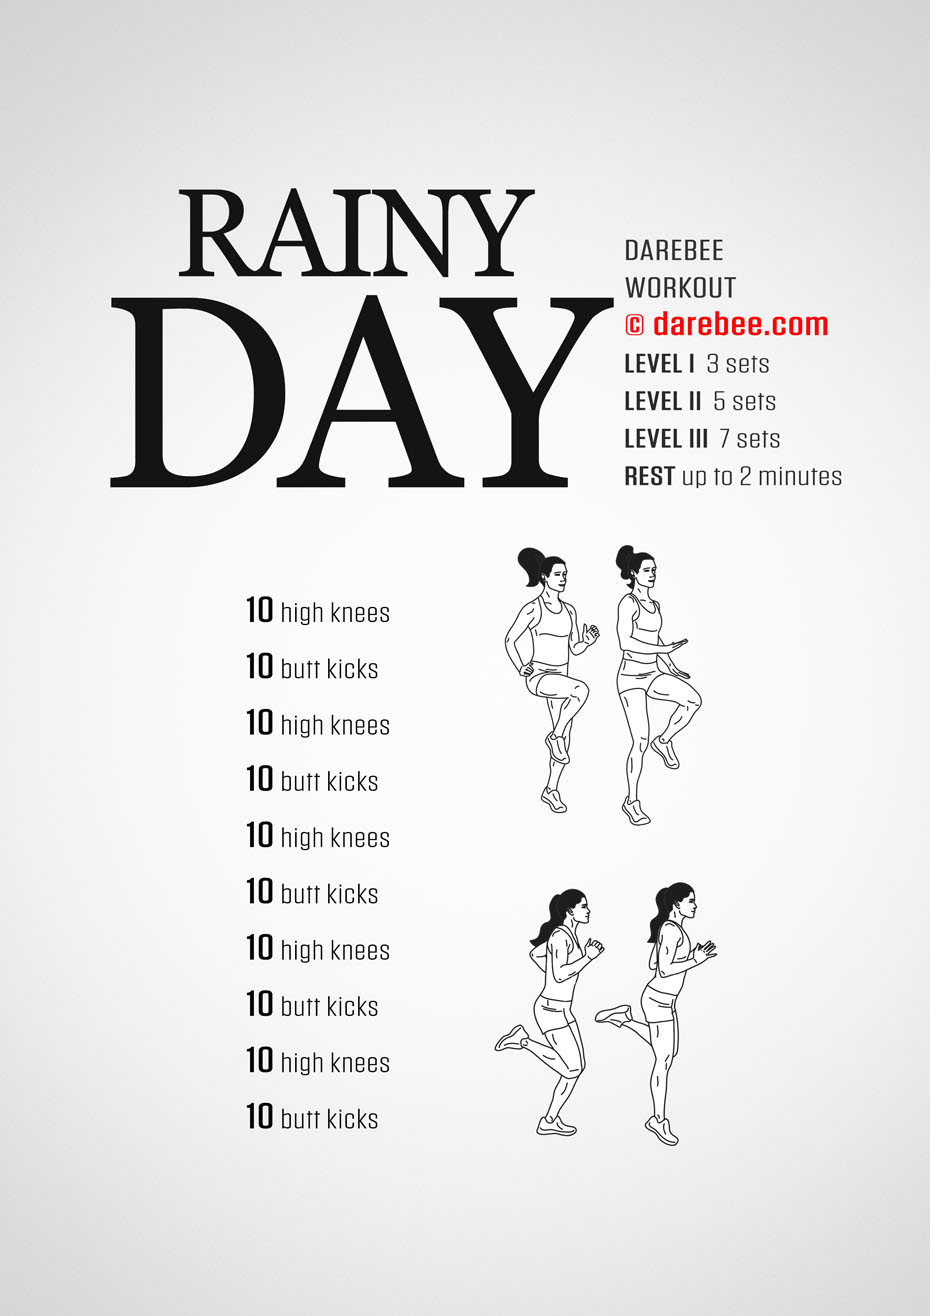 RAINY
DAY
DAREBEE
WORKOUT
© darebee.com
LEVEL I 3 sets
LEVEL II 5 sets
LEVEL III 7 sets
REST up to 2 minutes
10 high knees
10 butt kicks
10 high knees
10 butt kicks
10 high knees
10 butt kicks
10 high knees
10 butt kicks
10 high knees
10 butt kicks